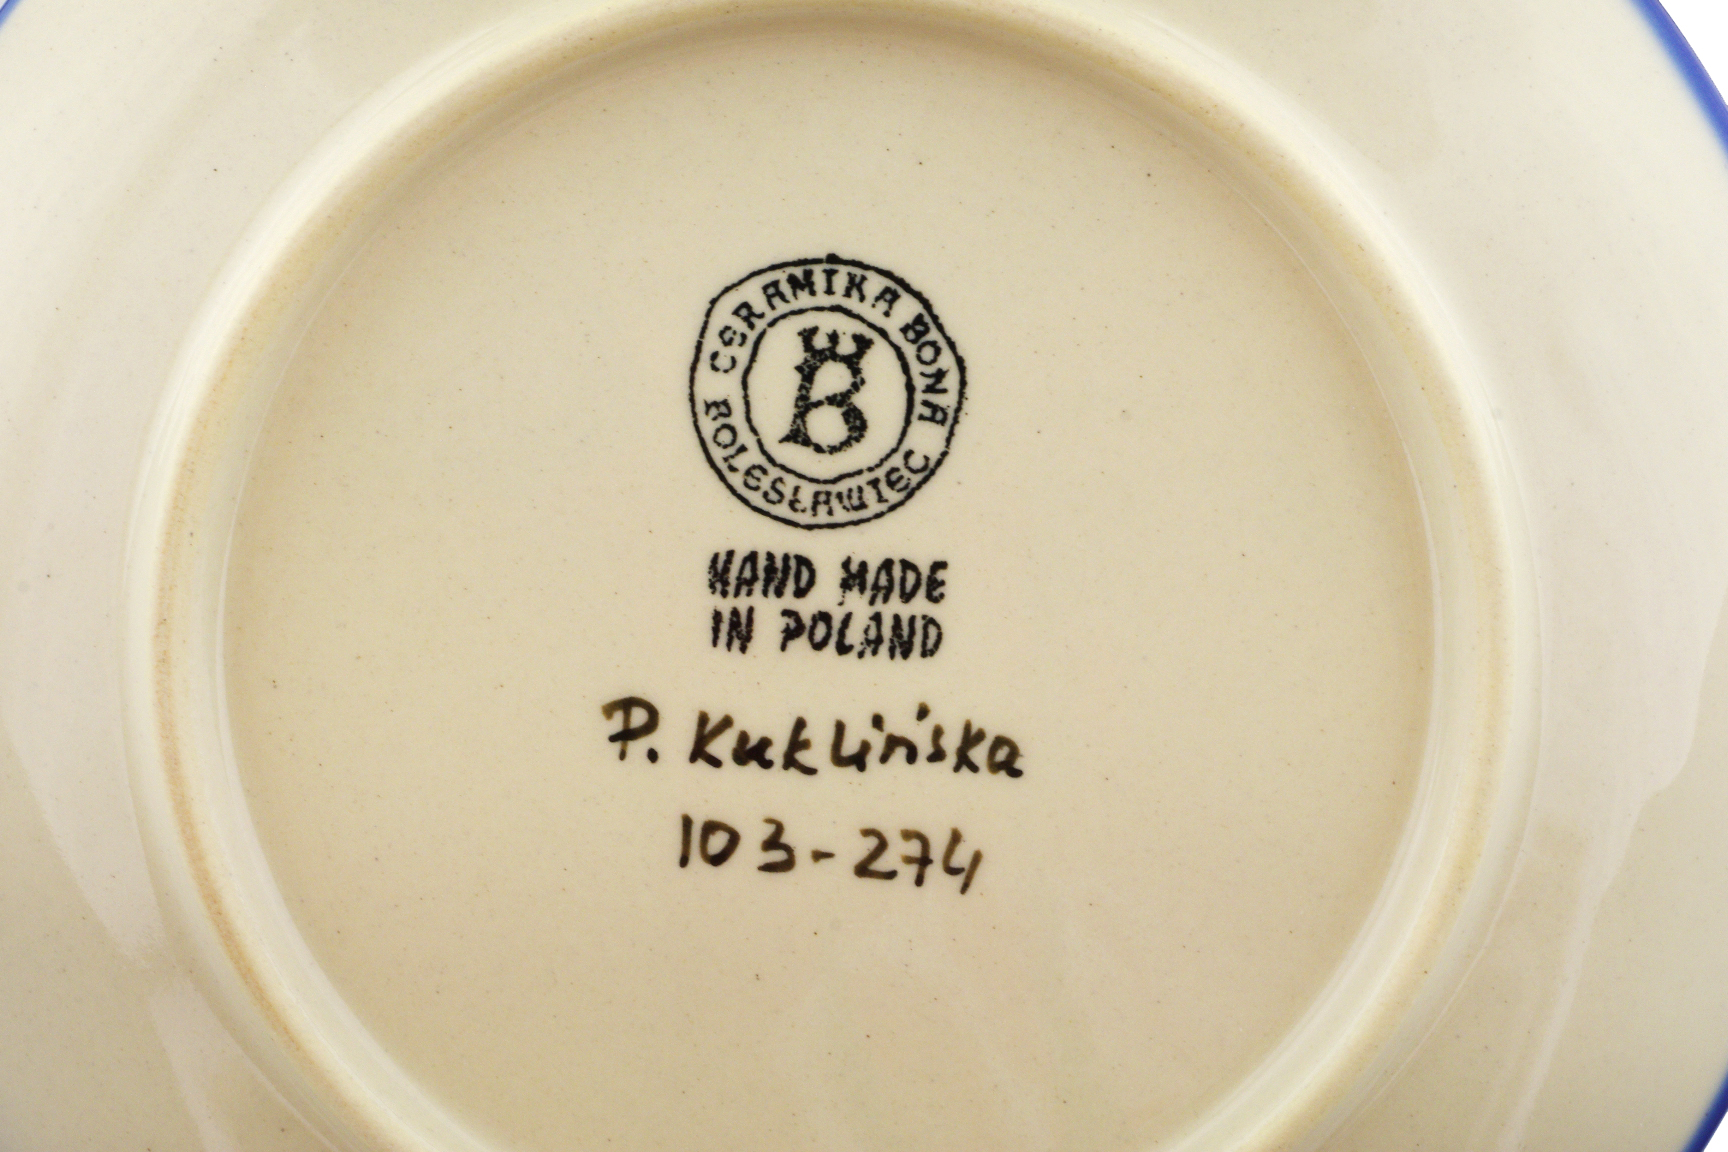 CERAMIKA BONA
BOLESŁAWIEC
B
HAND MADE
IN POLAND
P. Kuklińska
103-274